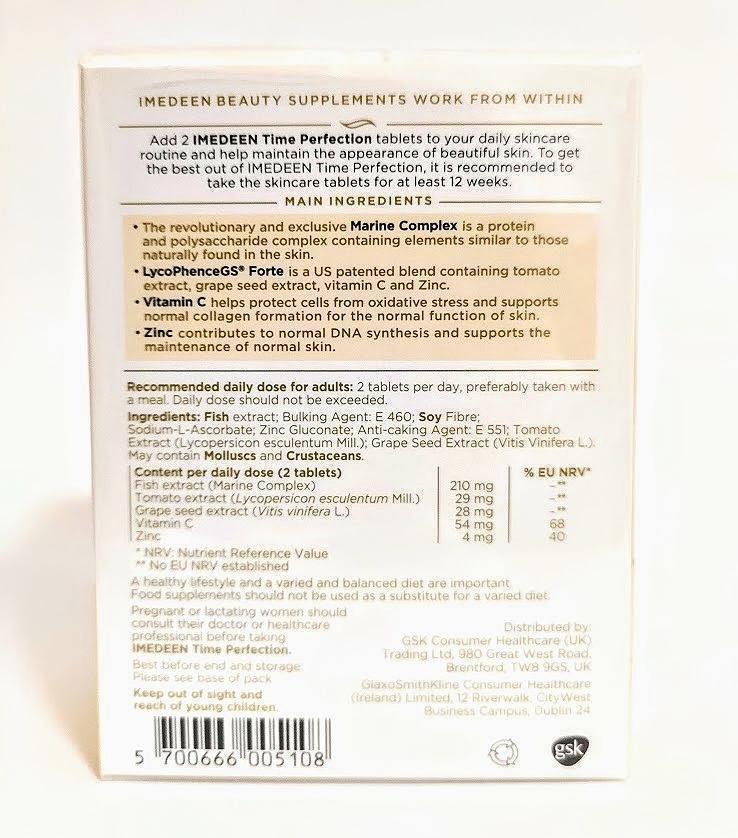 IMEDEEN BEAUTY SUPPLEMENTS WORK FROM WITHIN
Add 2 IMEDEEN Time Perfection tablets to your daily skincare
routine and help maintain the appearance of beautiful skin. To get
the best out of IMEDEEN Time Perfection, it is recommended to
take the skincare tablets for at least 12 weeks.
MAIN INGREDIENTS
• The revolutionary and exclusive Marine Complex is a protein
and polysaccharide complex containing elements similar to those
naturally found in the skin.
• LycoPhenceGS® Forte is a US patented blend containing tomato
extract, grape seed extract, vitamin C and Zinc.
• Vitamin C helps protect cells from oxidative stress and supports
normal collagen formation for the normal function of skin.
• Zinc contributes to normal DNA synthesis and supports the
maintenance of normal skin.
Recommended daily dose for adults: 2 tablets per day, preferably taken with
a meal. Daily dose should not be exceeded.
Ingredients: Fish extract; Bulking Agent: E 460; Soy Fibre;
Sodium-L-Ascorbate; Zinc Gluconate; Anti-caking Agent: E 551; Tomato
Extract (Lycopersicon esculentum Mill.); Grape Seed Extract (Vitis Vinifera L.).
May contain Molluscs and Crustaceans.
Content per daily dose (2 tablets) % EU NRV*
Fish extract (Marine Complex) 210 mg -**
Tomato extract (Lycopersicon esculentum Mill.) 29 mg -**
Grape seed extract (Vitis vinifera L.) 28 mg -**
Vitamin C 54 mg 68
Zinc 4 mg 40
* NRV: Nutrient Reference Value
** No EU NRV established
A healthy lifestyle and a varied and balanced diet are important.
Food supplements should not be used as a substitute for a varied diet.
Pregnant or lactating women should
consult their doctor or healthcare
professional before taking
IMEDEEN Time Perfection.
Best before end and storage:
Please see base of pack
Keep out of sight and
reach of young children.
Distributed by:
GSK Consumer Healthcare (UK)
Trading Ltd, 980 Great West Road,
Brentford, TW8 9GS, UK
GlaxoSmithKline Consumer Healthcare
(Ireland) Limited, 12 Riverwalk, CityWest
Business Campus, Dublin 24
5 700666 005108
gsk